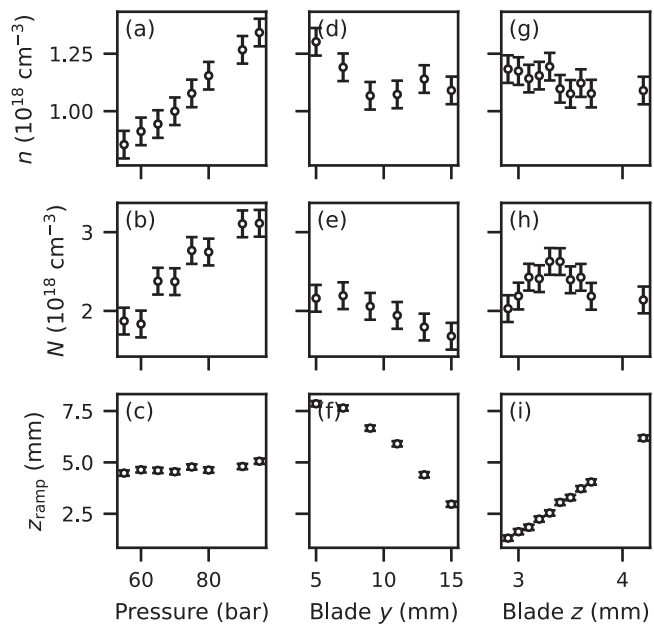 (a) (d) (g)
n (10¹⁸ cm⁻³)
1.25
1.00
(b) (e) (h)
N (10¹⁸ cm⁻³)
3
2
(c) (f) (i)
z_ramp (mm)
7.5
5.0
2.5
60 80 5 10 15 3 4
Pressure (bar) Blade y (mm) Blade z (mm)